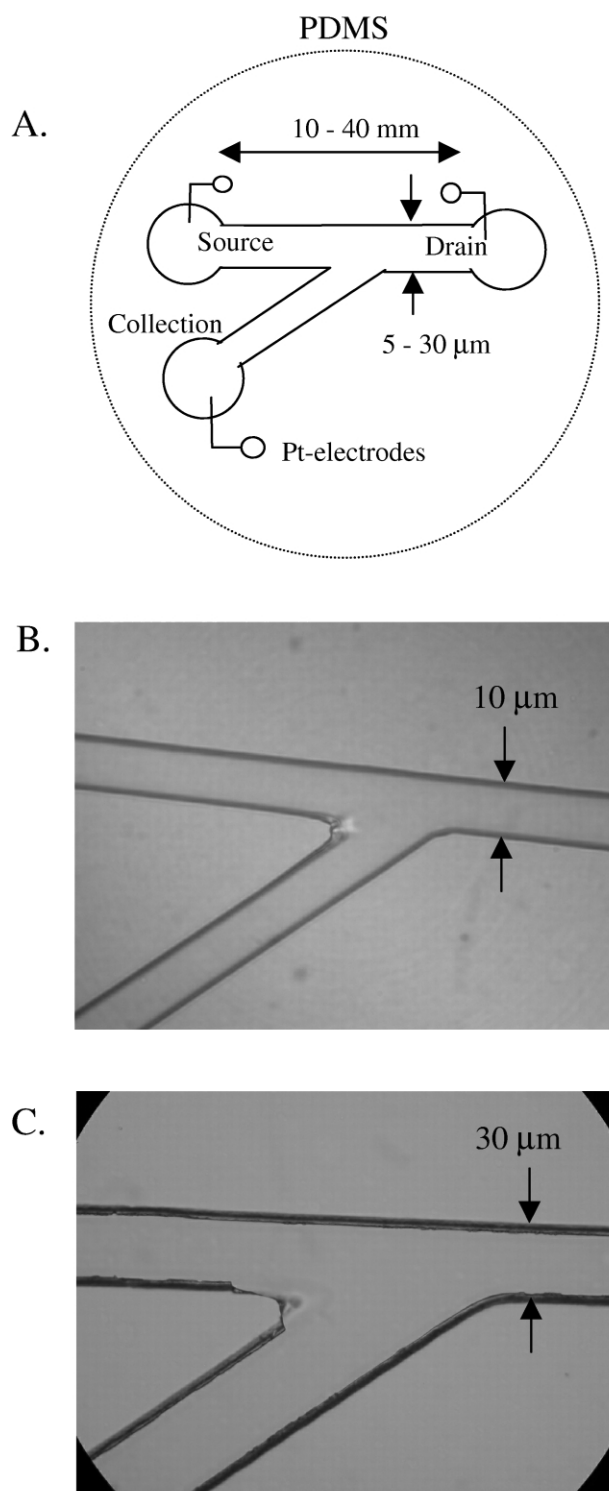 PDMS
A.
10 - 40 mm
Source
Drain
Collection
5 - 30 μm
Pt-electrodes
B.
10 μm
C.
30 μm